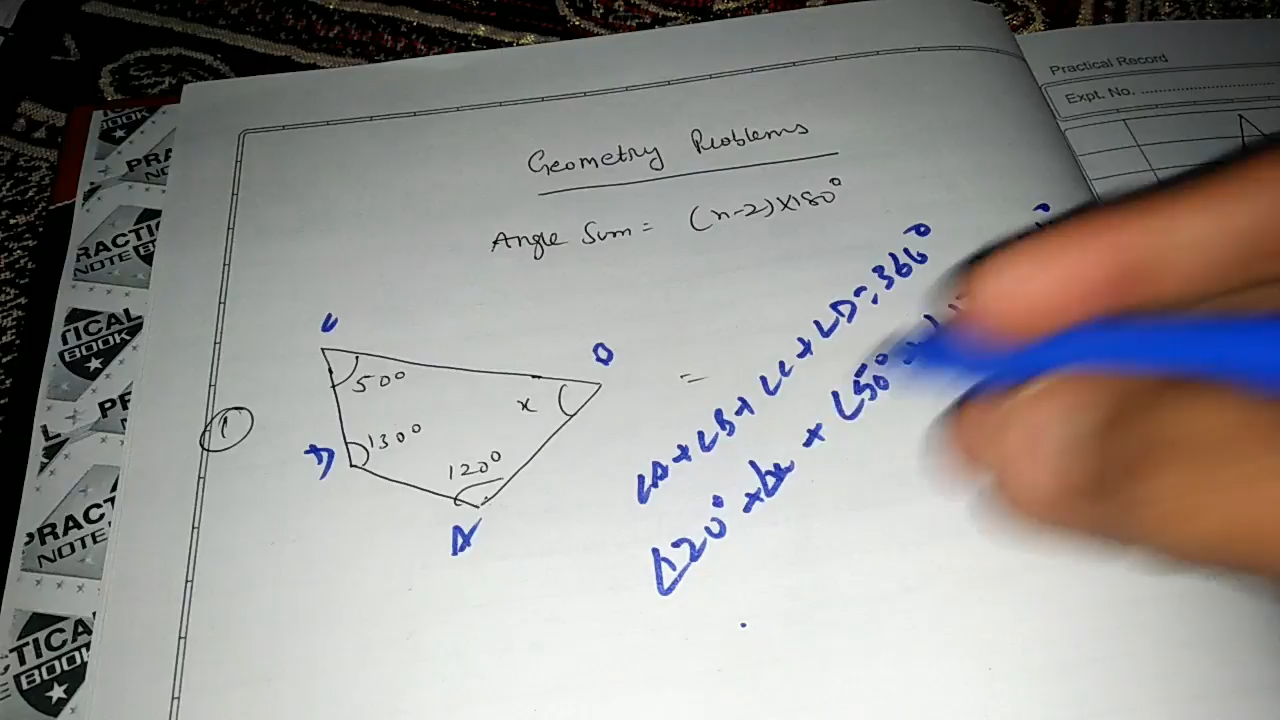 Practical Record
Expt. No.
Geometry Problems
Angle Sum = (n-2)×180°
①
C
50°
x
130°
D
120°
A
=
∠A + ∠B + ∠C + ∠D = 360°
∠120° + ∠x + ∠50°
PRACTICAL
NOTE BOOK